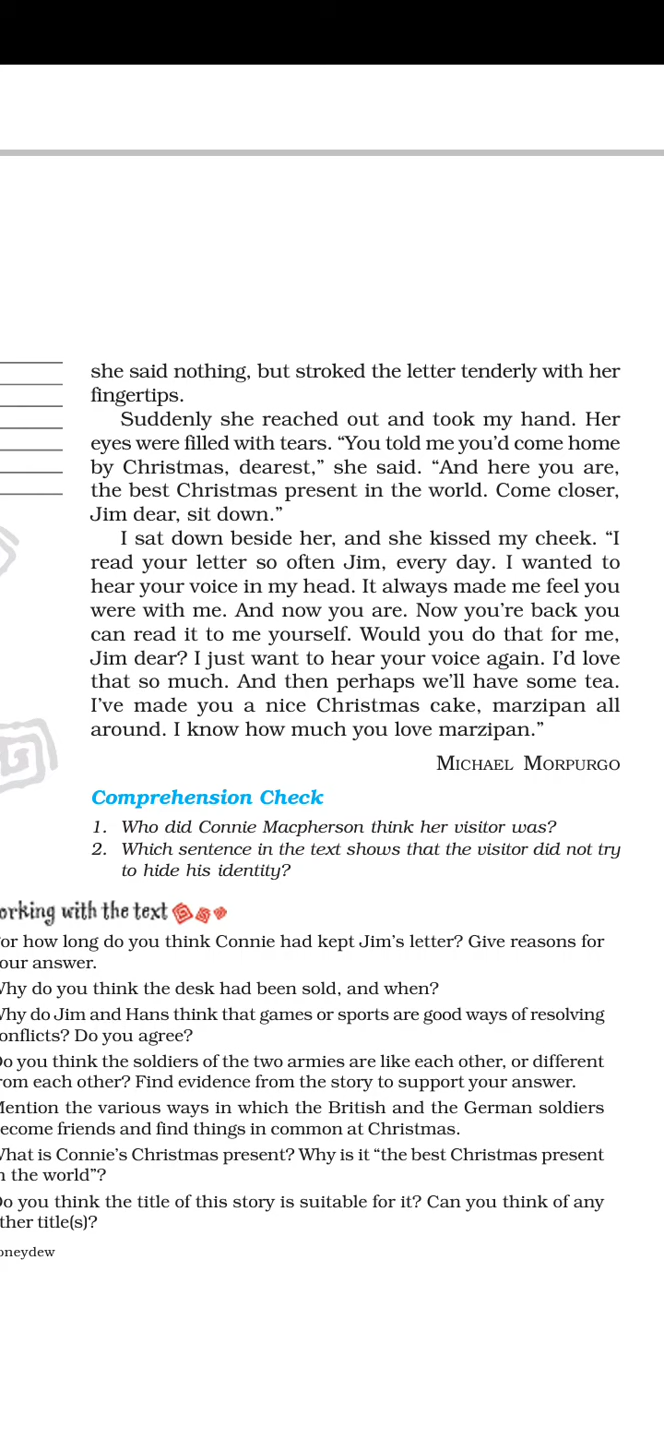 she said nothing, but stroked the letter tenderly with her
fingertips.
Suddenly she reached out and took my hand. Her
eyes were filled with tears. “You told me you’d come home
by Christmas, dearest,” she said. “And here you are,
the best Christmas present in the world. Come closer,
Jim dear, sit down.”
I sat down beside her, and she kissed my cheek. “I
read your letter so often Jim, every day. I wanted to
hear your voice in my head. It always made me feel you
were with me. And now you are. Now you’re back you
can read it to me yourself. Would you do that for me,
Jim dear? I just want to hear your voice again. I’d love
that so much. And then perhaps we’ll have some tea.
I’ve made you a nice Christmas cake, marzipan all
around. I know how much you love marzipan.”
MICHAEL MORPURGO
Comprehension Check
1. Who did Connie Macpherson think her visitor was?
2. Which sentence in the text shows that the visitor did not try
to hide his identity?
orking with the text
or how long do you think Connie had kept Jim’s letter? Give reasons for
our answer.
hy do you think the desk had been sold, and when?
hy do Jim and Hans think that games or sports are good ways of resolving
onflicts? Do you agree?
o you think the soldiers of the two armies are like each other, or different
rom each other? Find evidence from the story to support your answer.
ention the various ways in which the British and the German soldiers
ecome friends and find things in common at Christmas.
hat is Connie’s Christmas present? Why is it “the best Christmas present
n the world”?
o you think the title of this story is suitable for it? Can you think of any
ther title(s)?
oneydew